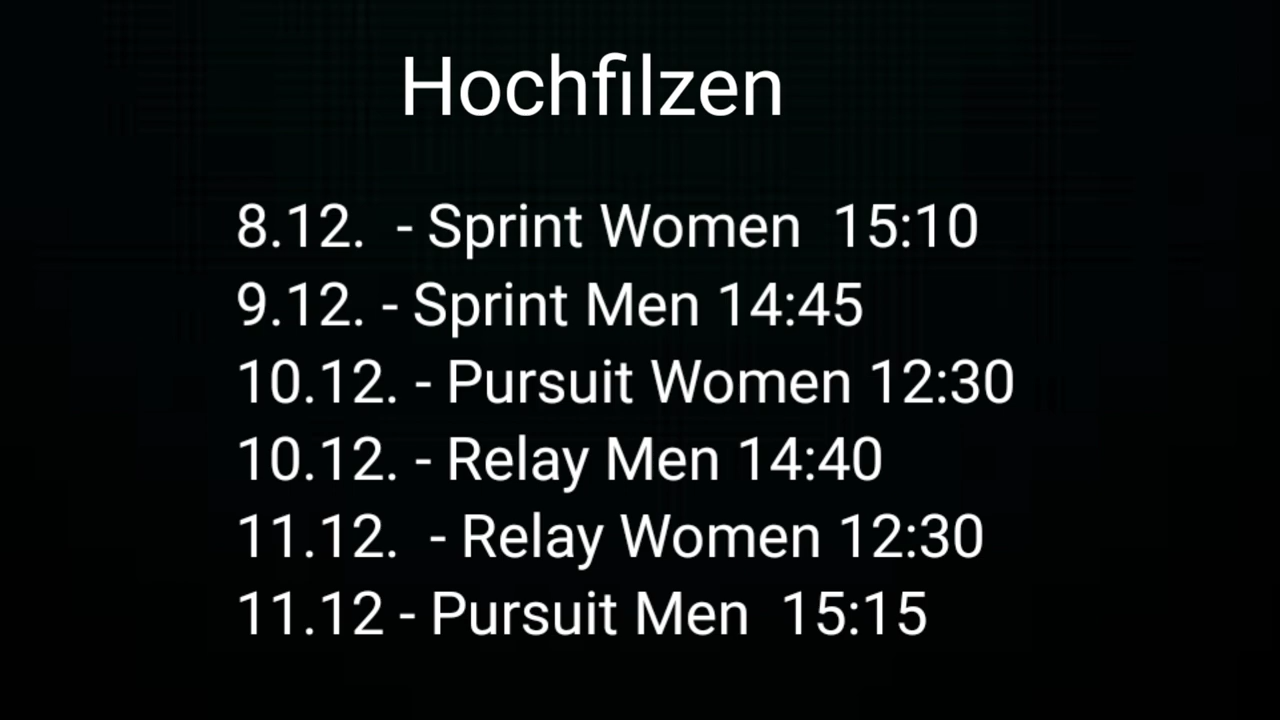 Hochfilzen
8.12.  - Sprint Women  15:10
9.12. - Sprint Men 14:45
10.12. - Pursuit Women 12:30
10.12. - Relay Men 14:40
11.12.  - Relay Women 12:30
11.12 - Pursuit Men  15:15